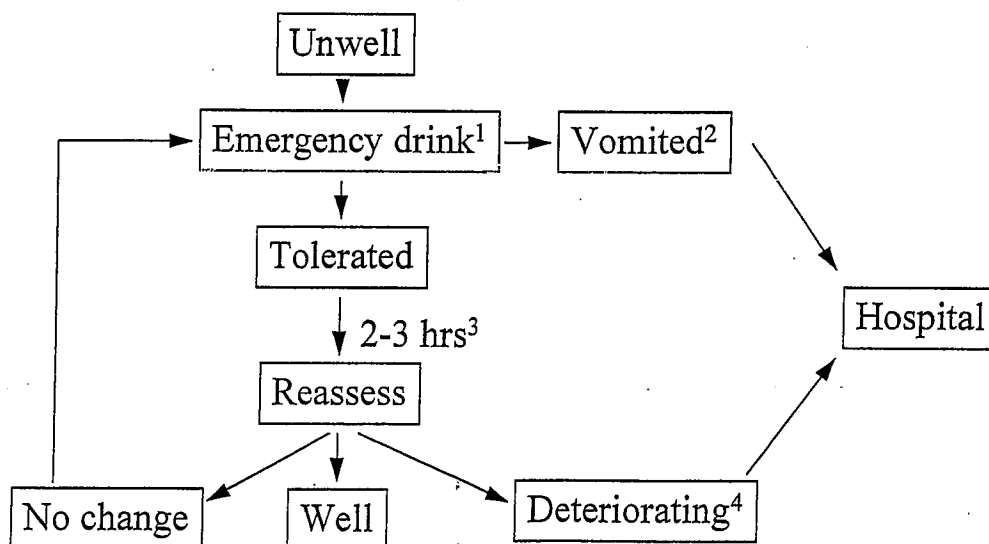 Unwell
Emergency drink¹
Vomited²
Tolerated
Hospital
2-3 hrs³
Reassess
No change
Well
Deteriorating⁴